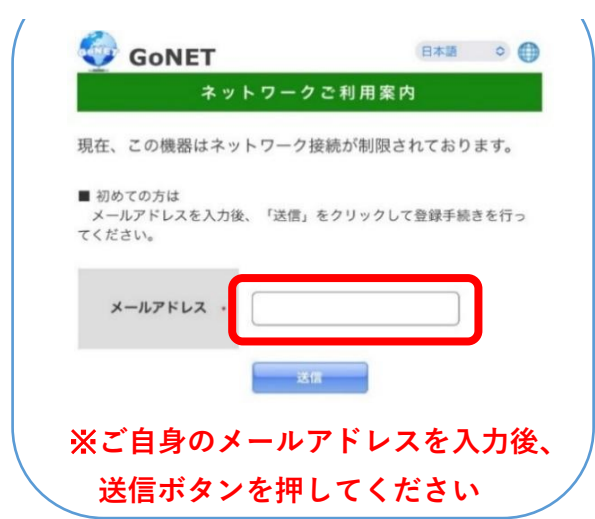 GoNET
日本語
ネットワークご利用案内
現在、この機器はネットワーク接続が制限されております。
■ 初めての方は
メールアドレスを入力後、「送信」をクリックして登録手続きを行っ
てください。
メールアドレス
送信
※ご自身のメールアドレスを入力後、
送信ボタンを押してください